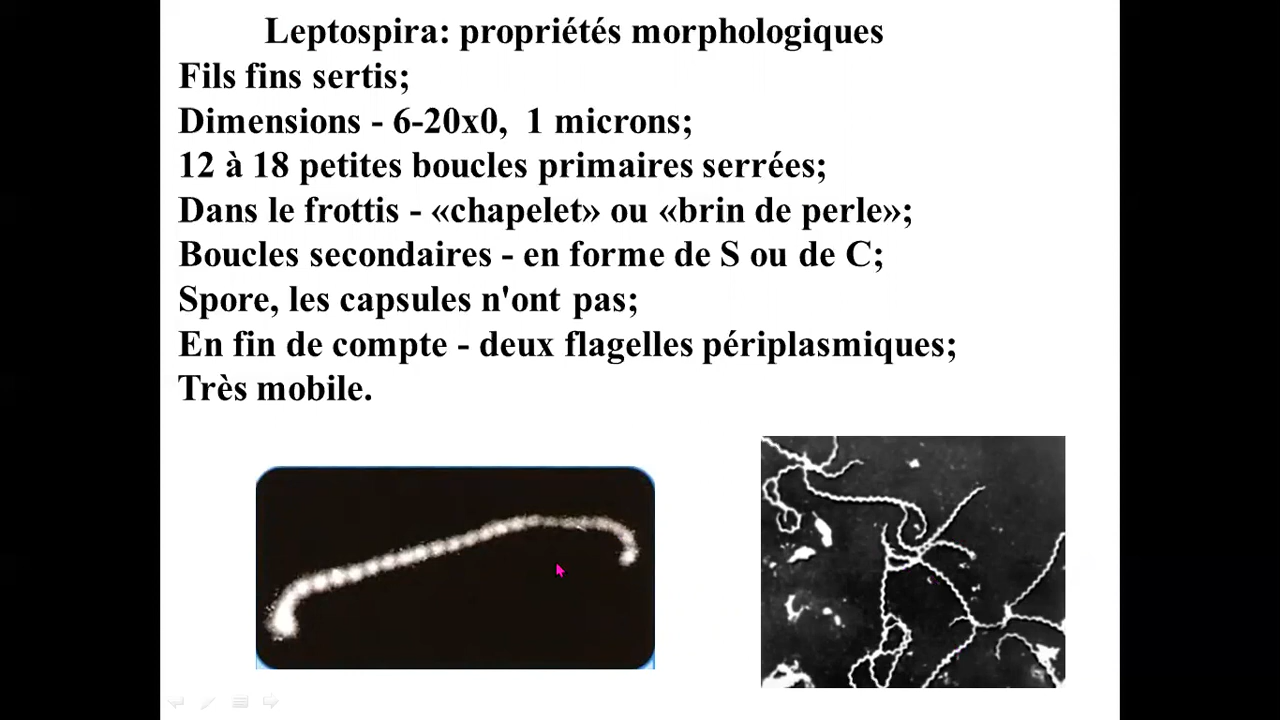 Leptospira: propriétés morphologiques
Fils fins sertis;
Dimensions - 6-20x0, 1 microns;
12 à 18 petites boucles primaires serrées;
Dans le frottis - «chapelet» ou «brin de perle»;
Boucles secondaires - en forme de S ou de C;
Spore, les capsules n'ont pas;
En fin de compte - deux flagelles périplasmiques;
Très mobile.